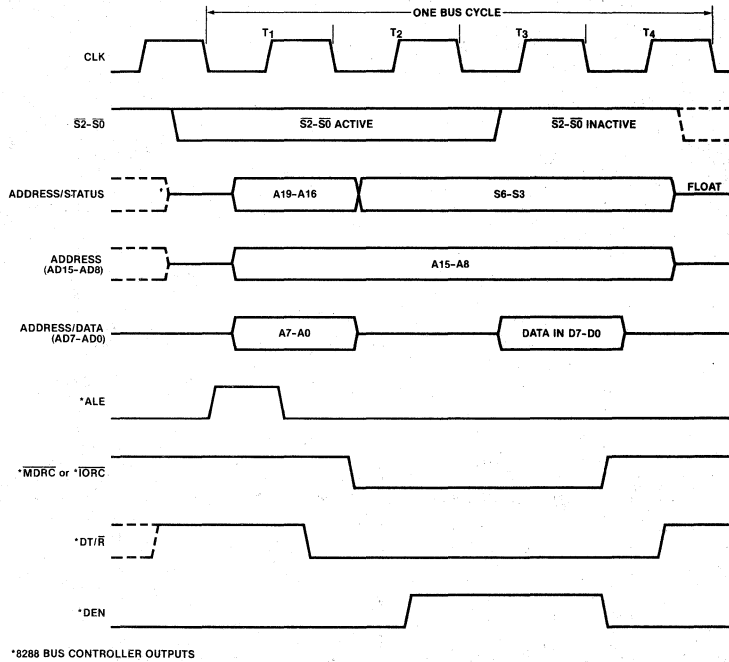 ONE BUS CYCLE
T1 T2 T3 T4
CLK
S2-S0
S2-S0 ACTIVE
S2-S0 INACTIVE
ADDRESS/STATUS
A19-A16
S6-S3
FLOAT
ADDRESS
(AD15-AD8)
A15-A8
ADDRESS/DATA
(AD7-AD0)
A7-A0
DATA IN D7-D0
*ALE
*MDRC or *IORC
*DT/R
*DEN
*8288 BUS CONTROLLER OUTPUTS